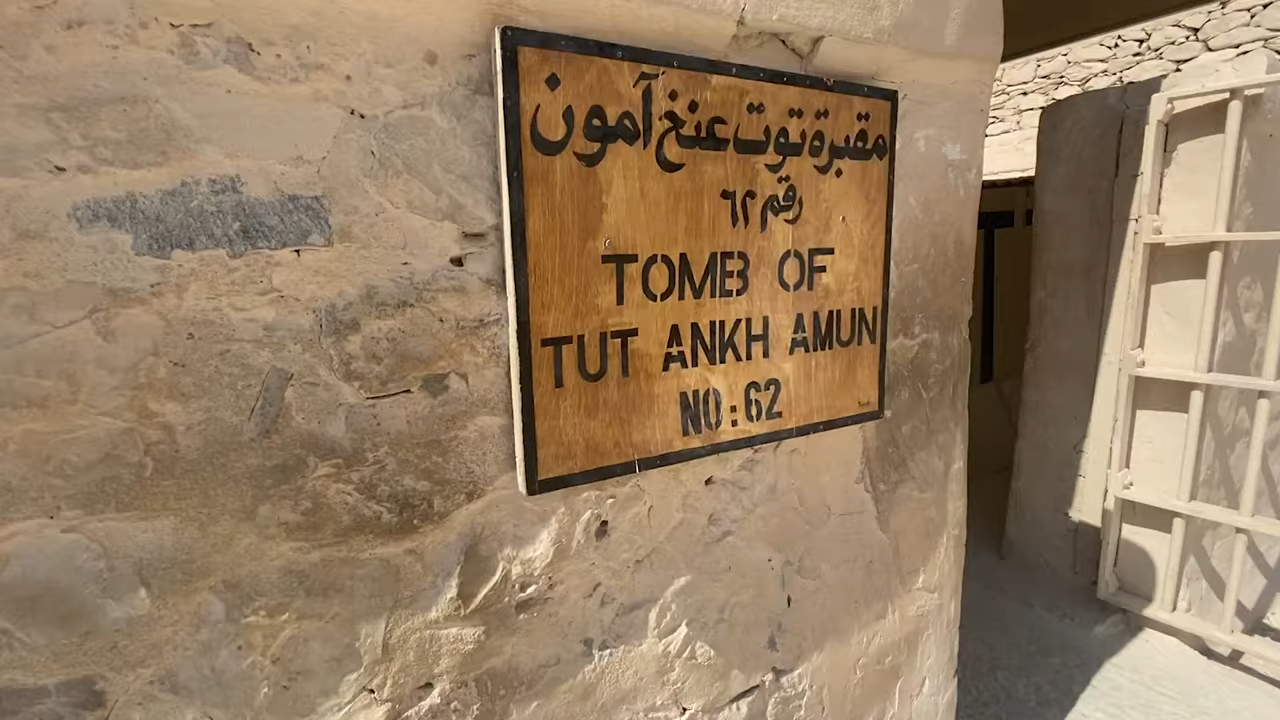 مقبرة توت عنخ آمون
رقم ٦٢
TOMB OF
TUT ANKH AMUN
NO: 62